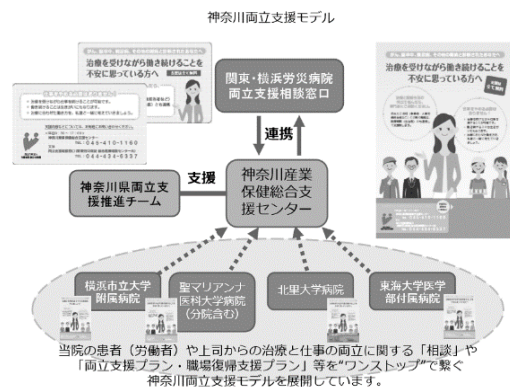 神奈川両立支援モデル
治療を受けながら働き続けることを
不安に思っている方へ
TEL:045-410-1160
TEL:044-434-6337
関東・横浜労災病院
両立支援相談窓口
連携
治療を受けながら働き続けることを
不安に思っている方へ
神奈川県両立支
援推進チーム
支援
神奈川産業
保健総合支
援センター
横浜市立大学
附属病院
聖マリアンナ
医科大学病院
(分院含む)
北里大学病院
東海大学医学
部付属病院
当院の患者(労働者)や上司からの治療と仕事の両立に関する「相談」や
「両立支援プラン・職場復帰支援プラン」等を“ワンストップ”で繋ぐ
神奈川両立支援モデルを展開しています。